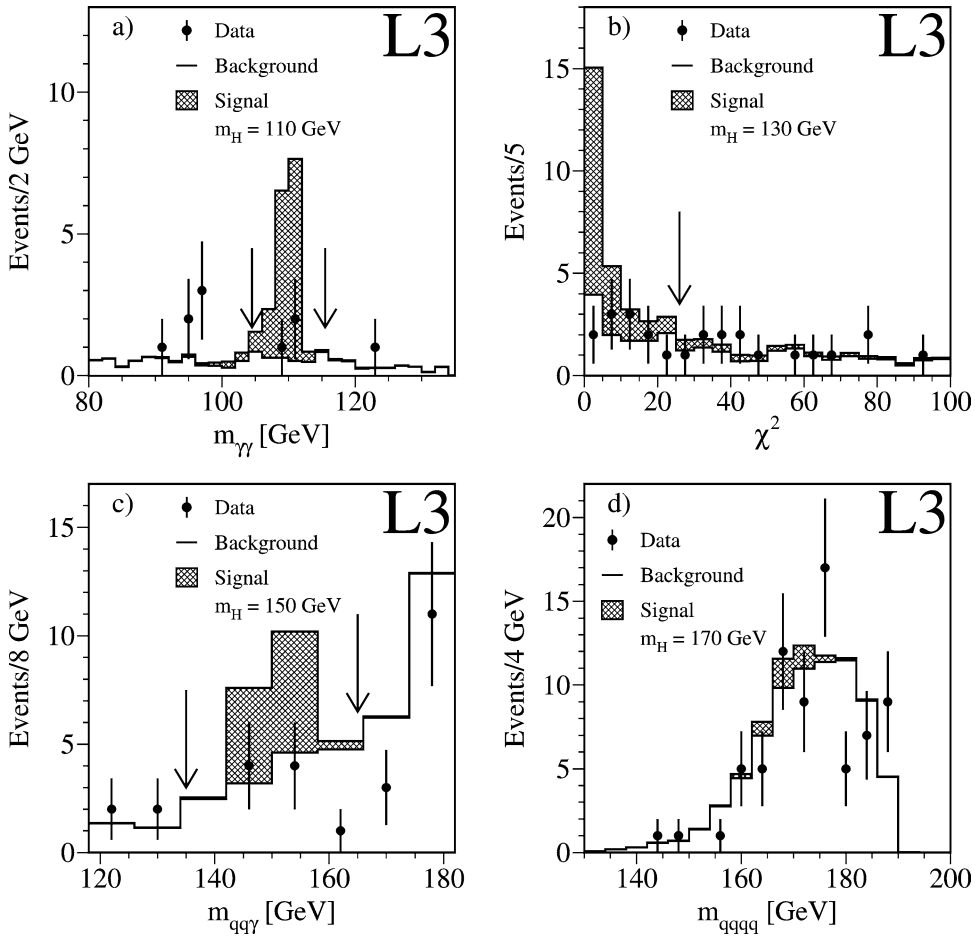 a)
L3
Data
Background
Signal
m_H = 110 GeV
Events/2 GeV
10
5
0
80
100
120
m_γγ [GeV]
b)
L3
Data
Background
Signal
m_H = 130 GeV
Events/5
15
10
5
0
0
20
40
60
80
100
χ²
c)
L3
Data
Background
Signal
m_H = 150 GeV
Events/8 GeV
15
10
5
0
120
140
160
180
m_qqγ [GeV]
d)
L3
Data
Background
Signal
m_H = 170 GeV
Events/4 GeV
20
15
10
5
0
140
160
180
200
m_qqqq [GeV]